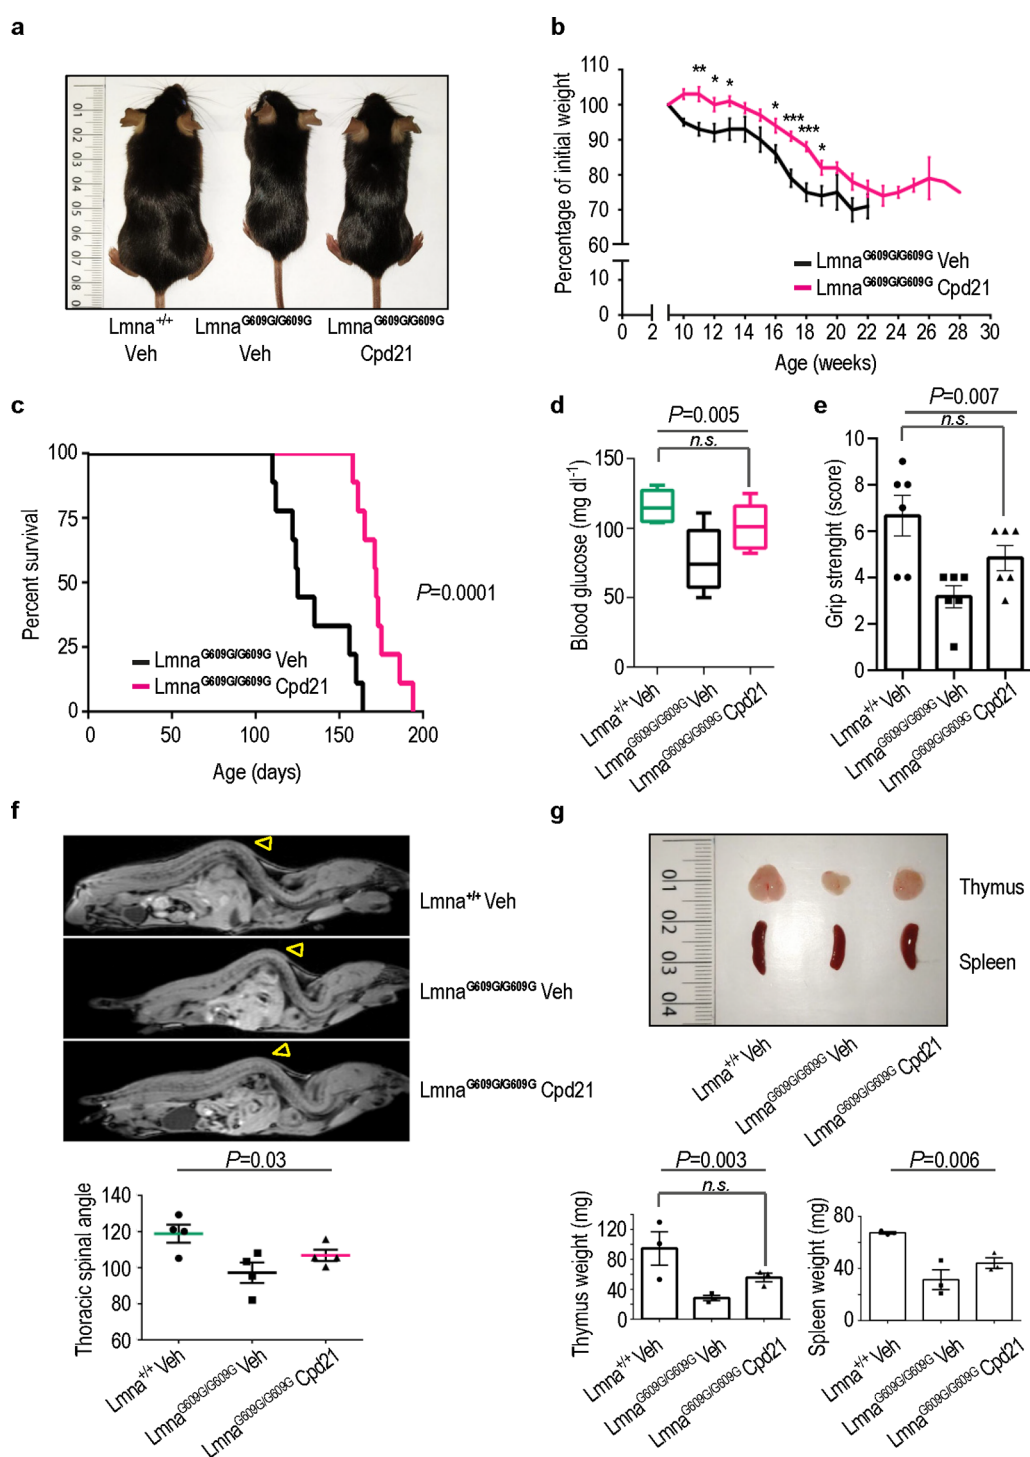 a
01
02
03
04
05
06
07
08
0
Lmna+/+
Veh
LmnaG609G/G609G
Veh
LmnaG609G/G609G
Cpd21
b
Percentage of initial weight
110
100
90
80
70
60
10
0
** * * * *** *** *
LmnaG609G/G609G Veh
LmnaG609G/G609G Cpd21
0 2 10 12 14 16 18 20 22 24 26 28 30
Age (weeks)
c
Percent survival
100
75
50
25
0
P=0.0001
LmnaG609G/G609G Veh
LmnaG609G/G609G Cpd21
0 50 100 150 200
Age (days)
d
P=0.005
n.s.
Blood glucose (mg dl-1)
150
100
50
0
Lmna+/+ Veh
LmnaG609G/G609G Veh
LmnaG609G/G609G Cpd21
e
P=0.007
n.s.
Grip strenght (score)
10
8
6
4
2
0
Lmna+/+ Veh
LmnaG609G/G609G Veh
LmnaG609G/G609G Cpd21
f
Lmna+/+ Veh
LmnaG609G/G609G Veh
LmnaG609G/G609G Cpd21
P=0.03
Thoracic spinal angle
140
120
100
80
60
Lmna+/+ Veh
LmnaG609G/G609G Veh
LmnaG609G/G609G Cpd21
g
01
02
03
04
Thymus
Spleen
Lmna+/+ Veh
LmnaG609G/G609G Veh
LmnaG609G/G609G Cpd21
P=0.003
n.s.
Thymus weight (mg)
120
80
40
0
Lmna+/+ Veh
LmnaG609G/G609G Veh
LmnaG609G/G609G Cpd21
P=0.006
Spleen weight (mg)
80
40
0
Lmna+/+ Veh
LmnaG609G/G609G Veh
LmnaG609G/G609G Cpd21